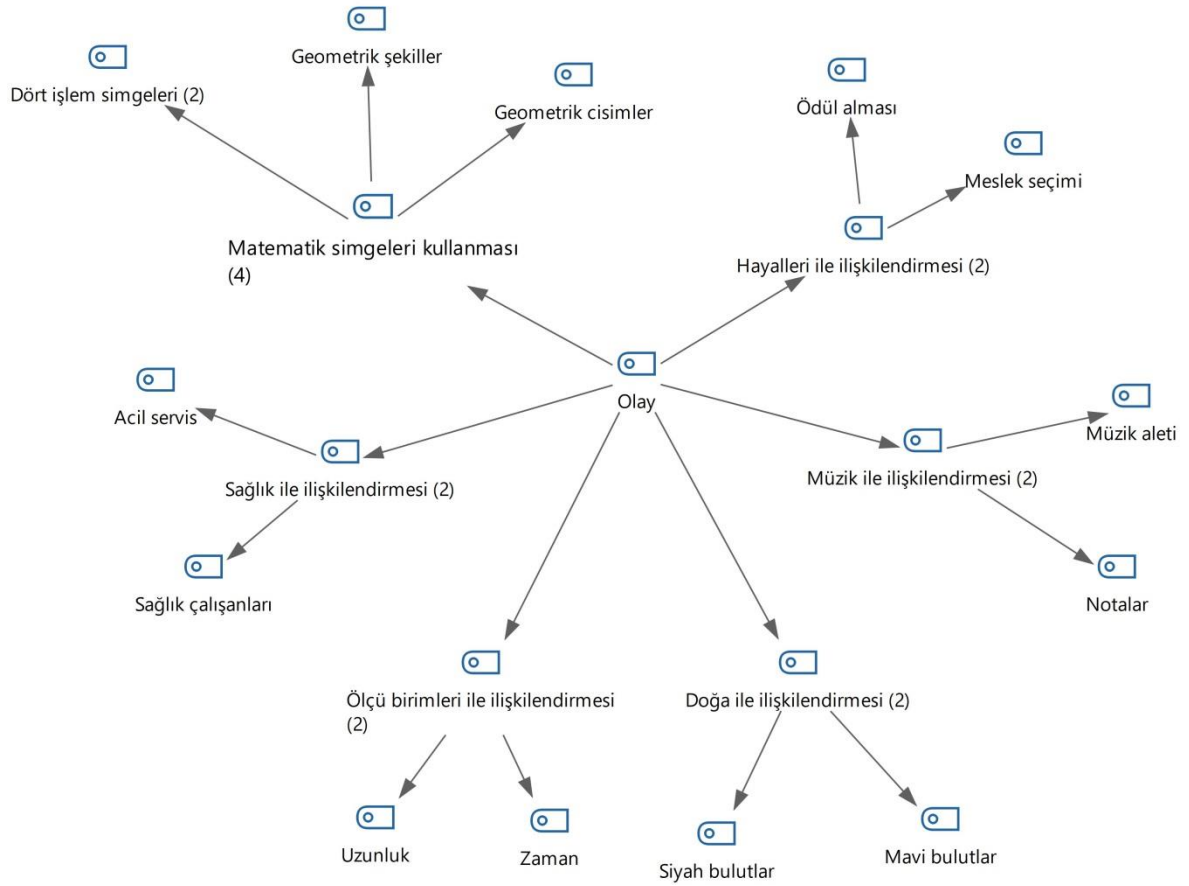 Geometrik şekiller
Dört işlem simgeleri (2)
Geometrik cisimler
Ödül alması
Meslek seçimi
Matematik simgeleri kullanması
(4)
Hayalleri ile ilişkilendirmesi (2)
Olay
Acil servis
Müzik aleti
Sağlık ile ilişkilendirmesi (2)
Müzik ile ilişkilendirmesi (2)
Sağlık çalışanları
Notalar
Ölçü birimleri ile ilişkilendirmesi
(2)
Doğa ile ilişkilendirmesi (2)
Uzunluk
Zaman
Siyah bulutlar
Mavi bulutlar